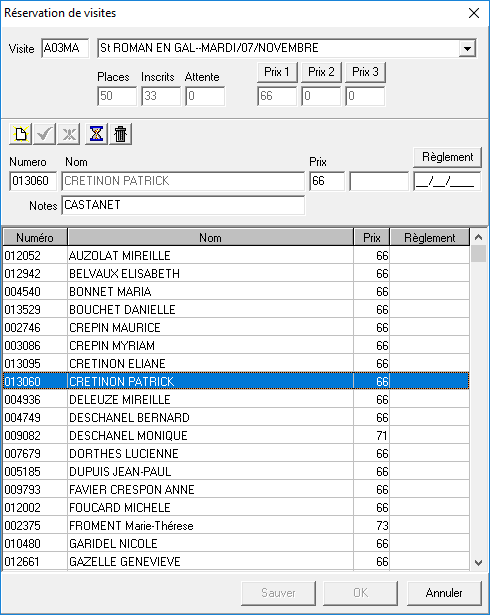 Réservation de visites
Visite A03MA St ROMAN EN GAL--MARDI/07/NOVEMBRE
Places Inscrits Attente Prix 1 Prix 2 Prix 3
50 33 0 66 0 0
Règlement
Numero Nom Prix
013060 CRETINON PATRICK 66 __/__/____
Notes CASTANET
Numéro Nom Prix Règlement
012052 AUZOLAT MIREILLE 66
012942 BELVAUX ELISABETH 66
004540 BONNET MARIA 66
013529 BOUCHET DANIELLE 66
002746 CREPIN MAURICE 66
003086 CREPIN MYRIAM 66
013095 CRETINON ELIANE 66
013060 CRETINON PATRICK 66
004936 DELEUZE MIREILLE 66
004749 DESCHANEL BERNARD 66
009082 DESCHANEL MONIQUE 71
007679 DORTHES LUCIENNE 66
005185 DUPUIS JEAN-PAUL 66
009793 FAVIER CRESPON ANNE 66
012002 FOUCARD MICHELE 66
002375 FROMENT Marie-Thérese 73
010480 GARIDEL NICOLE 66
012661 GAZELLE GENEVIEVE 66
Sauver OK Annuler